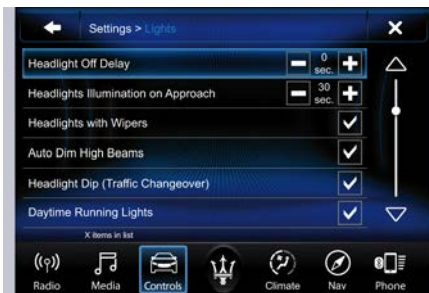 Settings > Lights
Headlight Off Delay
0
sec.
Headlights Illumination on Approach
30
sec.
Headlights with Wipers
Auto Dim High Beams
Headlight Dip (Traffic Changeover)
Daytime Running Lights
X items in list
Radio Media Controls Climate Nav Phone